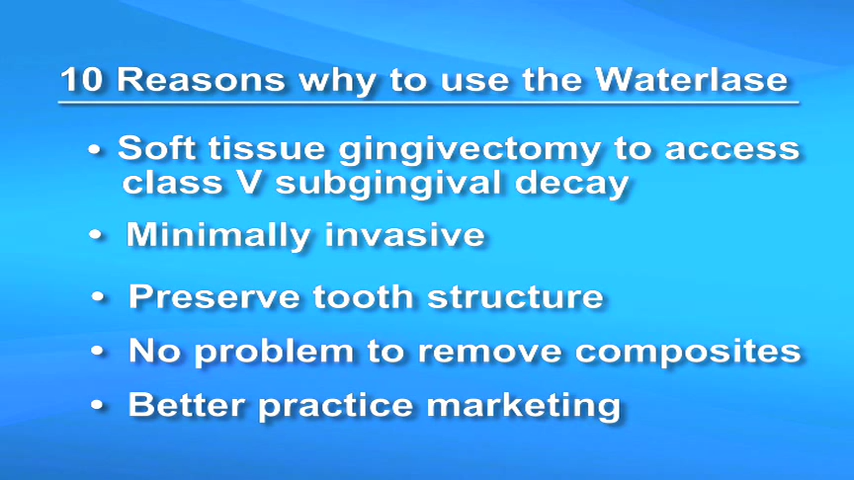 10 Reasons why to use the Waterlase
• Soft tissue gingivectomy to access
class V subgingival decay
• Minimally invasive
• Preserve tooth structure
• No problem to remove composites
• Better practice marketing